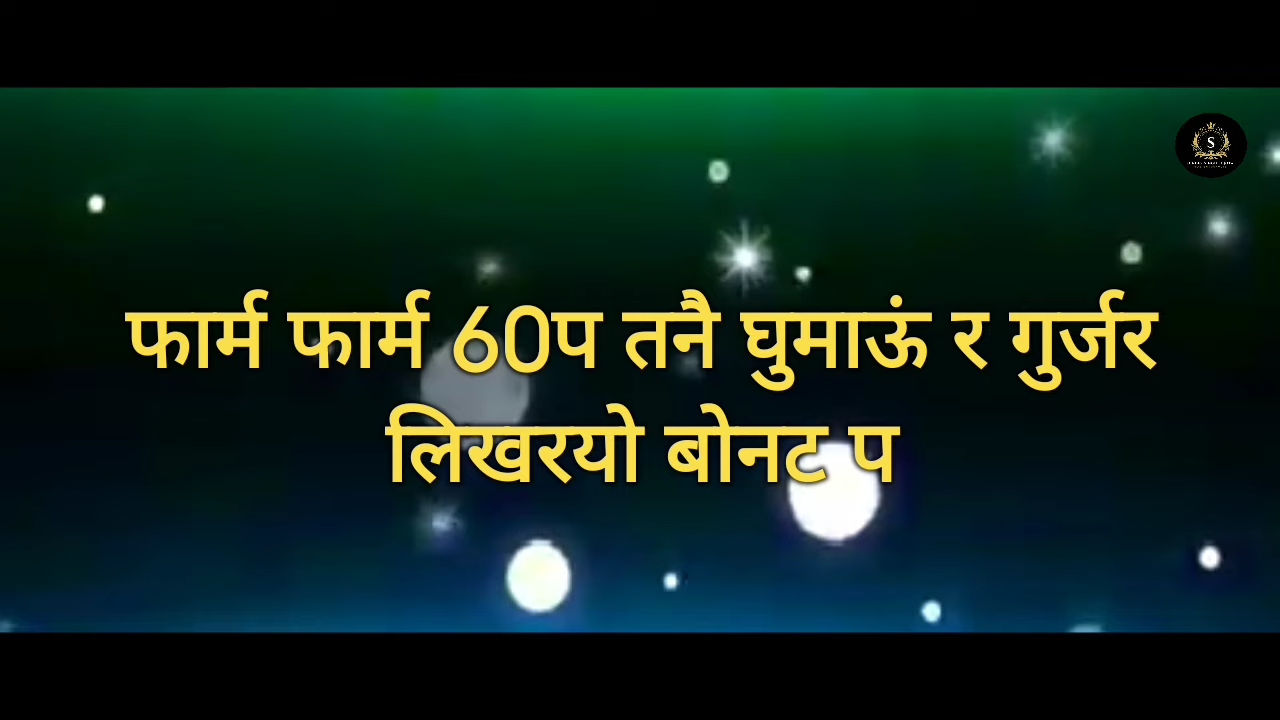 फार्म फार्म 60प तनै घुमाऊं र गुर्जर
लिखरयो बोनट प
S